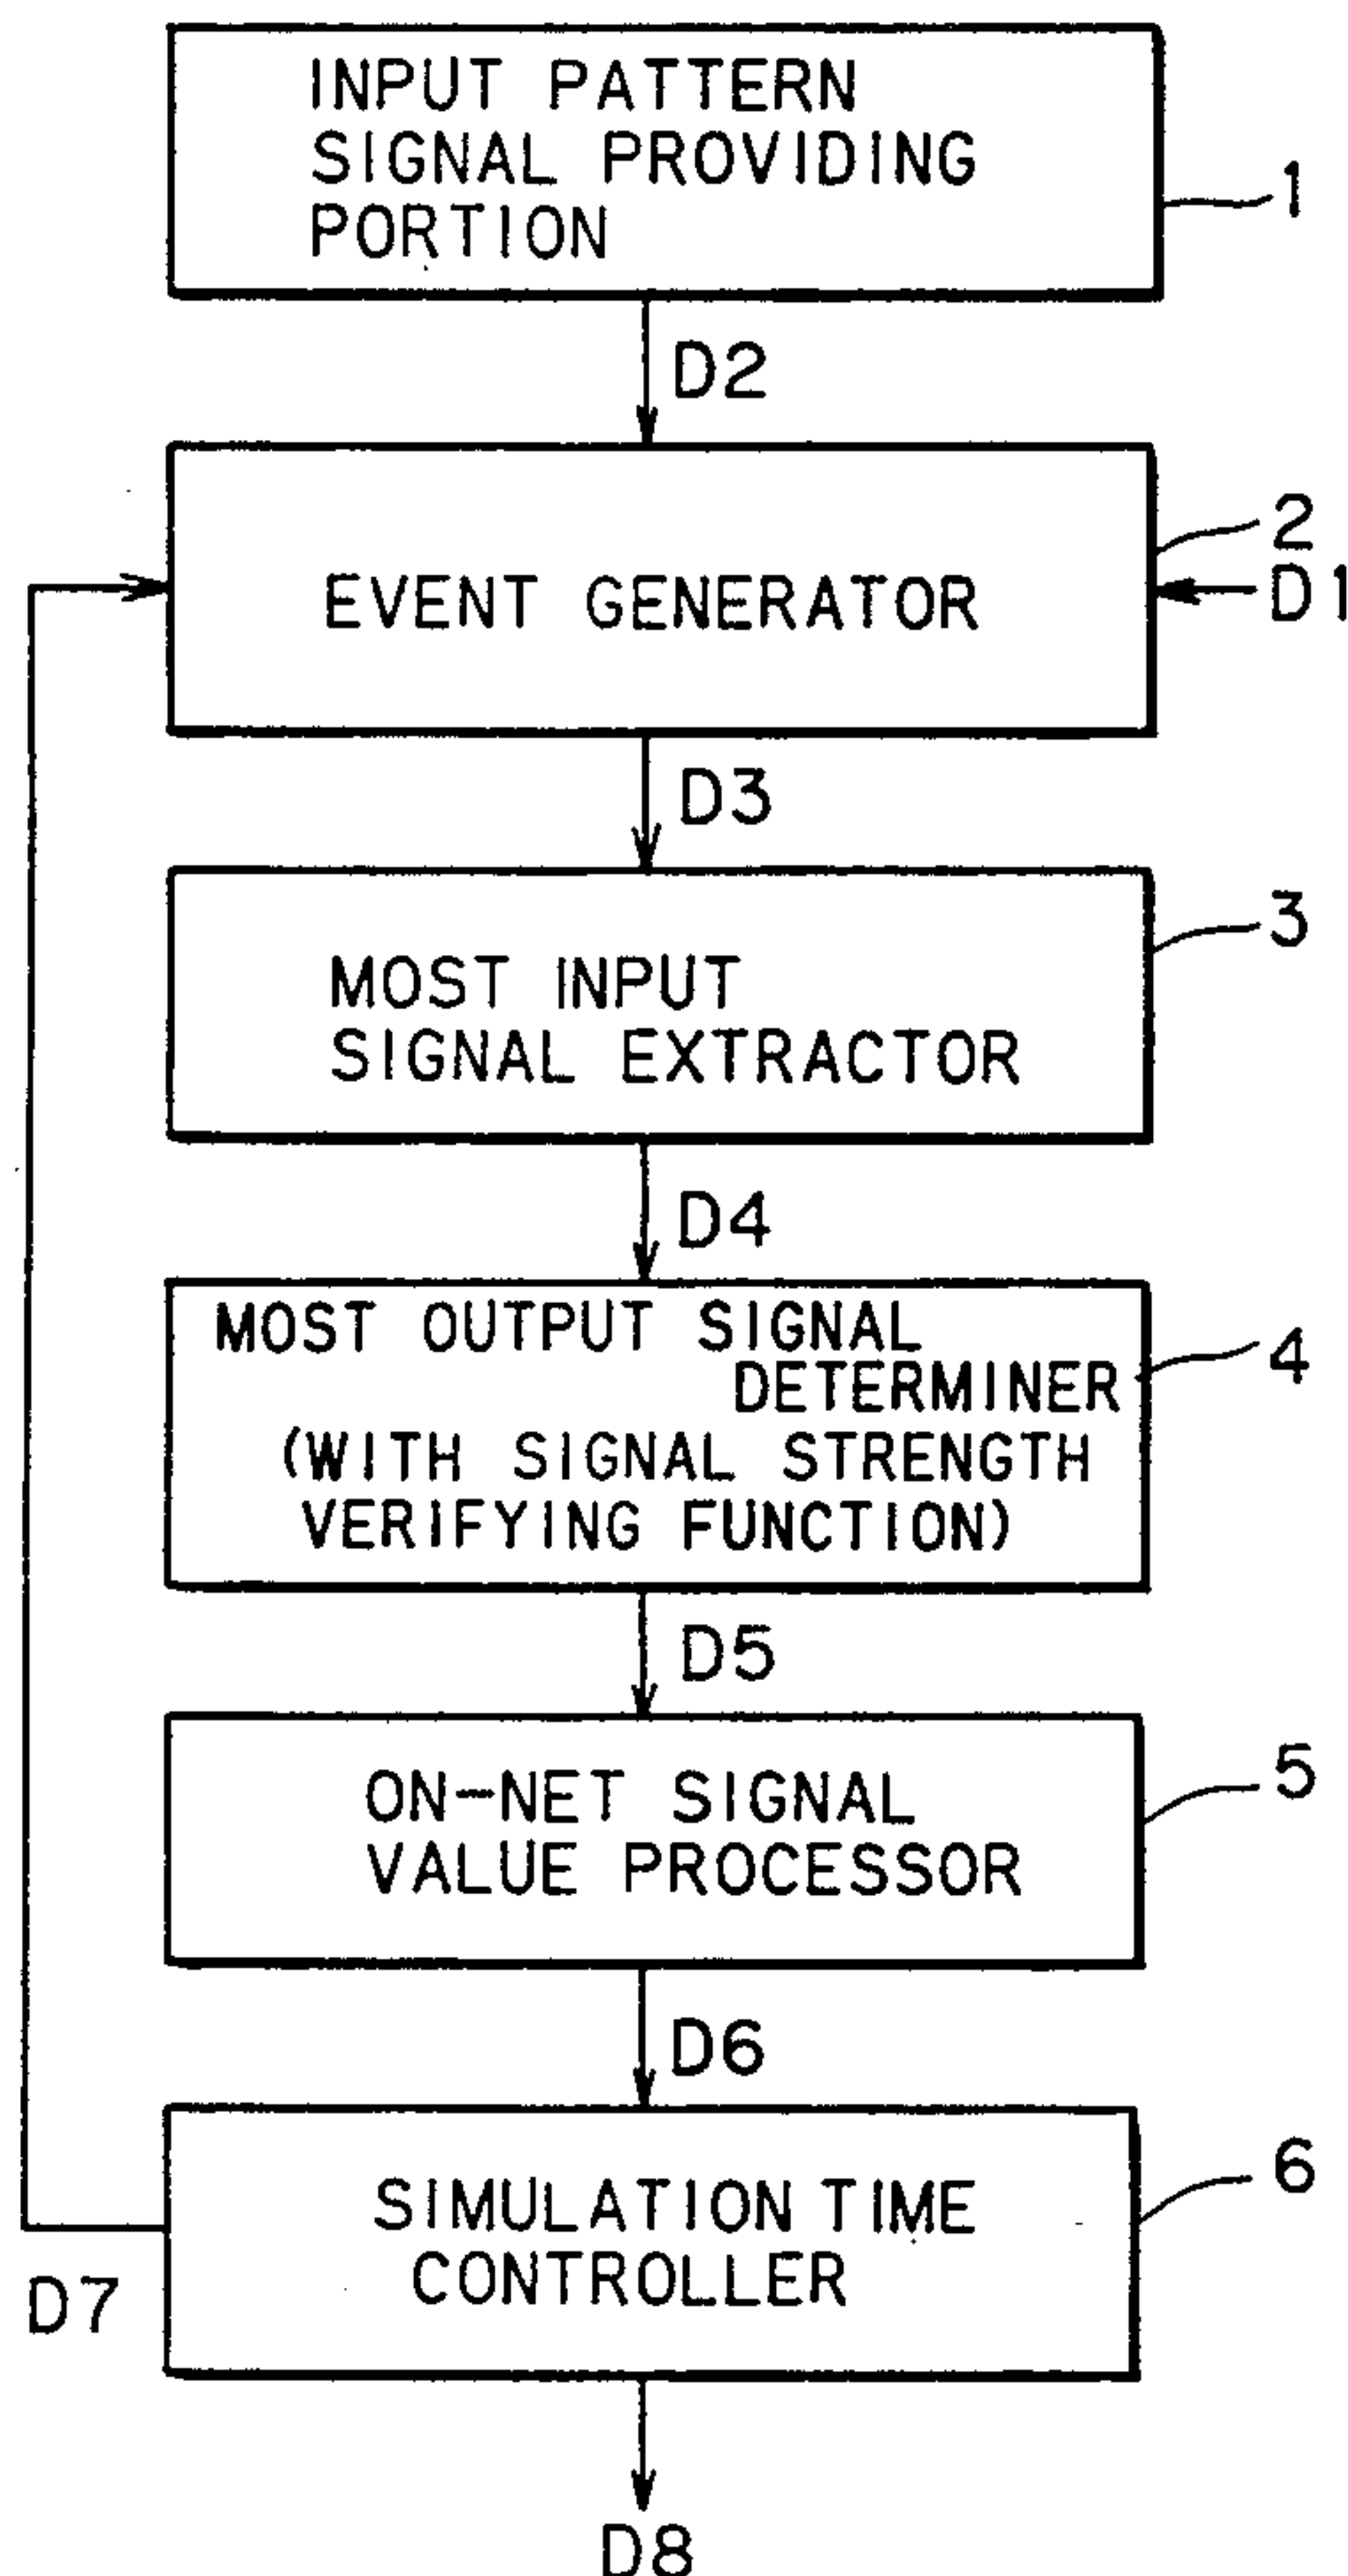 INPUT PATTERN
SIGNAL PROVIDING
PORTION
1
D2
2
EVENT GENERATOR
D1
D3
3
MOST INPUT
SIGNAL EXTRACTOR
D4
MOST OUTPUT SIGNAL
DETERMINER
4
(WITH SIGNAL STRENGTH
VERIFYING FUNCTION)
D5
5
ON-NET SIGNAL
VALUE PROCESSOR
D6
6
SIMULATION TIME
CONTROLLER
D7
D8